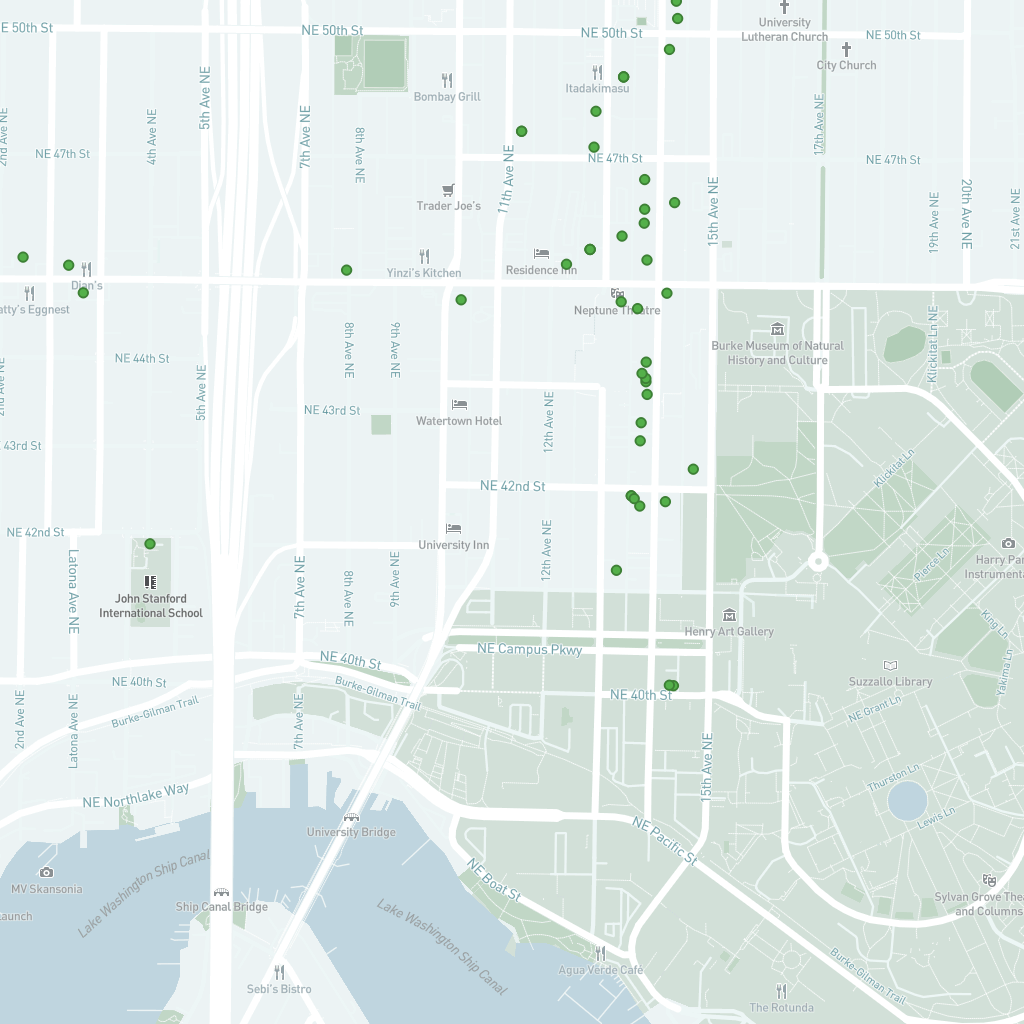 University
Lutheran Church
NE 50th St
NE 50th St
NE 50th St
NE 50th St
City Church
Itadakimasu
Bombay Grill
5th Ave NE
4th Ave NE
2nd Ave NE
7th Ave NE
8th Ave NE
17th Ave NE
NE 47th St
NE 47th St
NE 47th St
11th Ave NE
Trader Joe's
15th Ave NE
19th Ave NE
20th Ave NE
21st Ave NE
Residence Inn
Yinzi's Kitchen
Dian's
atty's Eggnest
Neptune Theatre
Burke Museum of Natural
History and Culture
Klickitat Ln NE
NE 44th St
8th Ave NE
9th Ave NE
5th Ave NE
2nd Ave NE
NE 43rd St
Watertown Hotel
12th Ave NE
43rd St
Klickitat Ln
NE 42nd St
NE 42nd St
University Inn
12th Ave NE
Harry Par
Instrumenta
Pierce Ln
Latona Ave NE
John Stanford
International School
7th Ave NE
8th Ave NE
9th Ave NE
Henry Art Gallery
King Ln
NE Campus Pkwy
NE 40th St
Suzzallo Library
Yakima Ln
NE 40th St
Burke-Gilman Trail
NE 40th St
Burke-Gilman Trail
NE Grant Ln
2nd Ave NE
Latona Ave NE
7th Ave NE
15th Ave NE
Thurston Ln
NE Northlake Way
Lewis Ln
University Bridge
NE Pacific St
MV Skansonia
Lake Washington Ship Canal
NE Boat St
Ship Canal Bridge
Sylvan Grove Thea
and Columns
Launch
Lake Washington Ship Canal
Agua Verde Café
Sebi's Bistro
Burke-Gilman Trail
The Rotunda